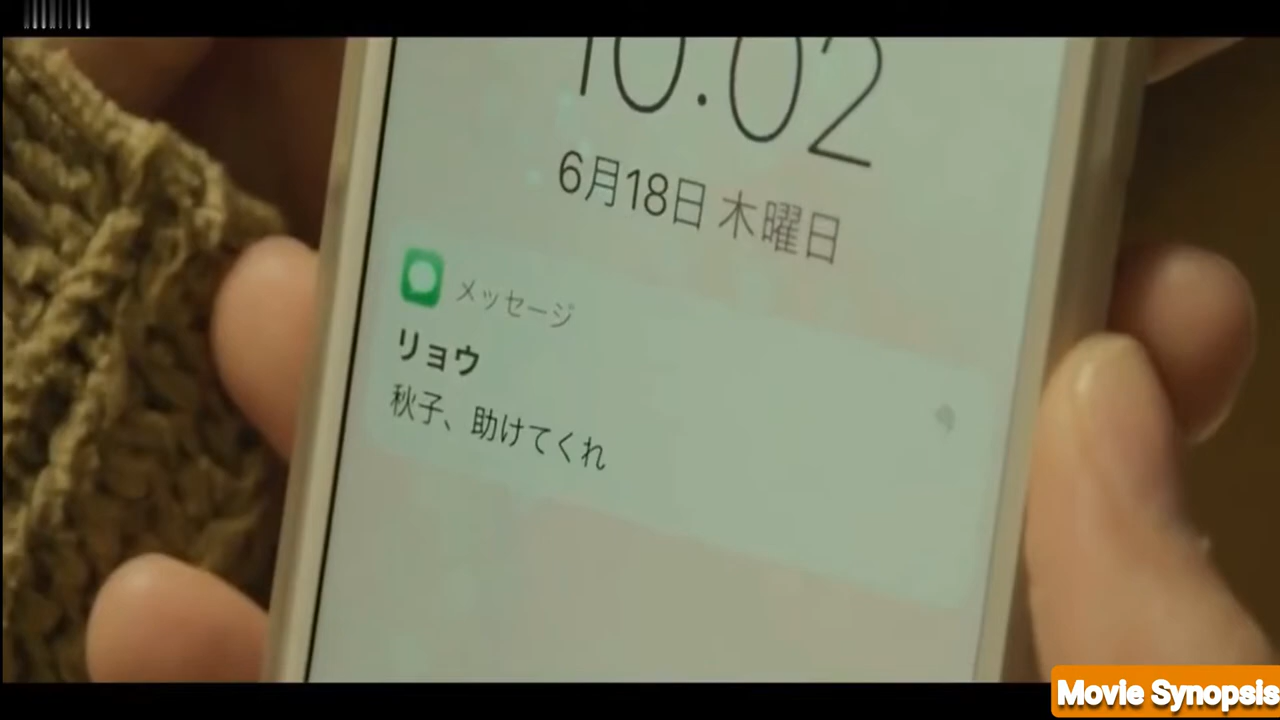 10:02
6月18日 木曜日
メッセージ
リョウ
秋子、助けてくれ
Movie Synopsis